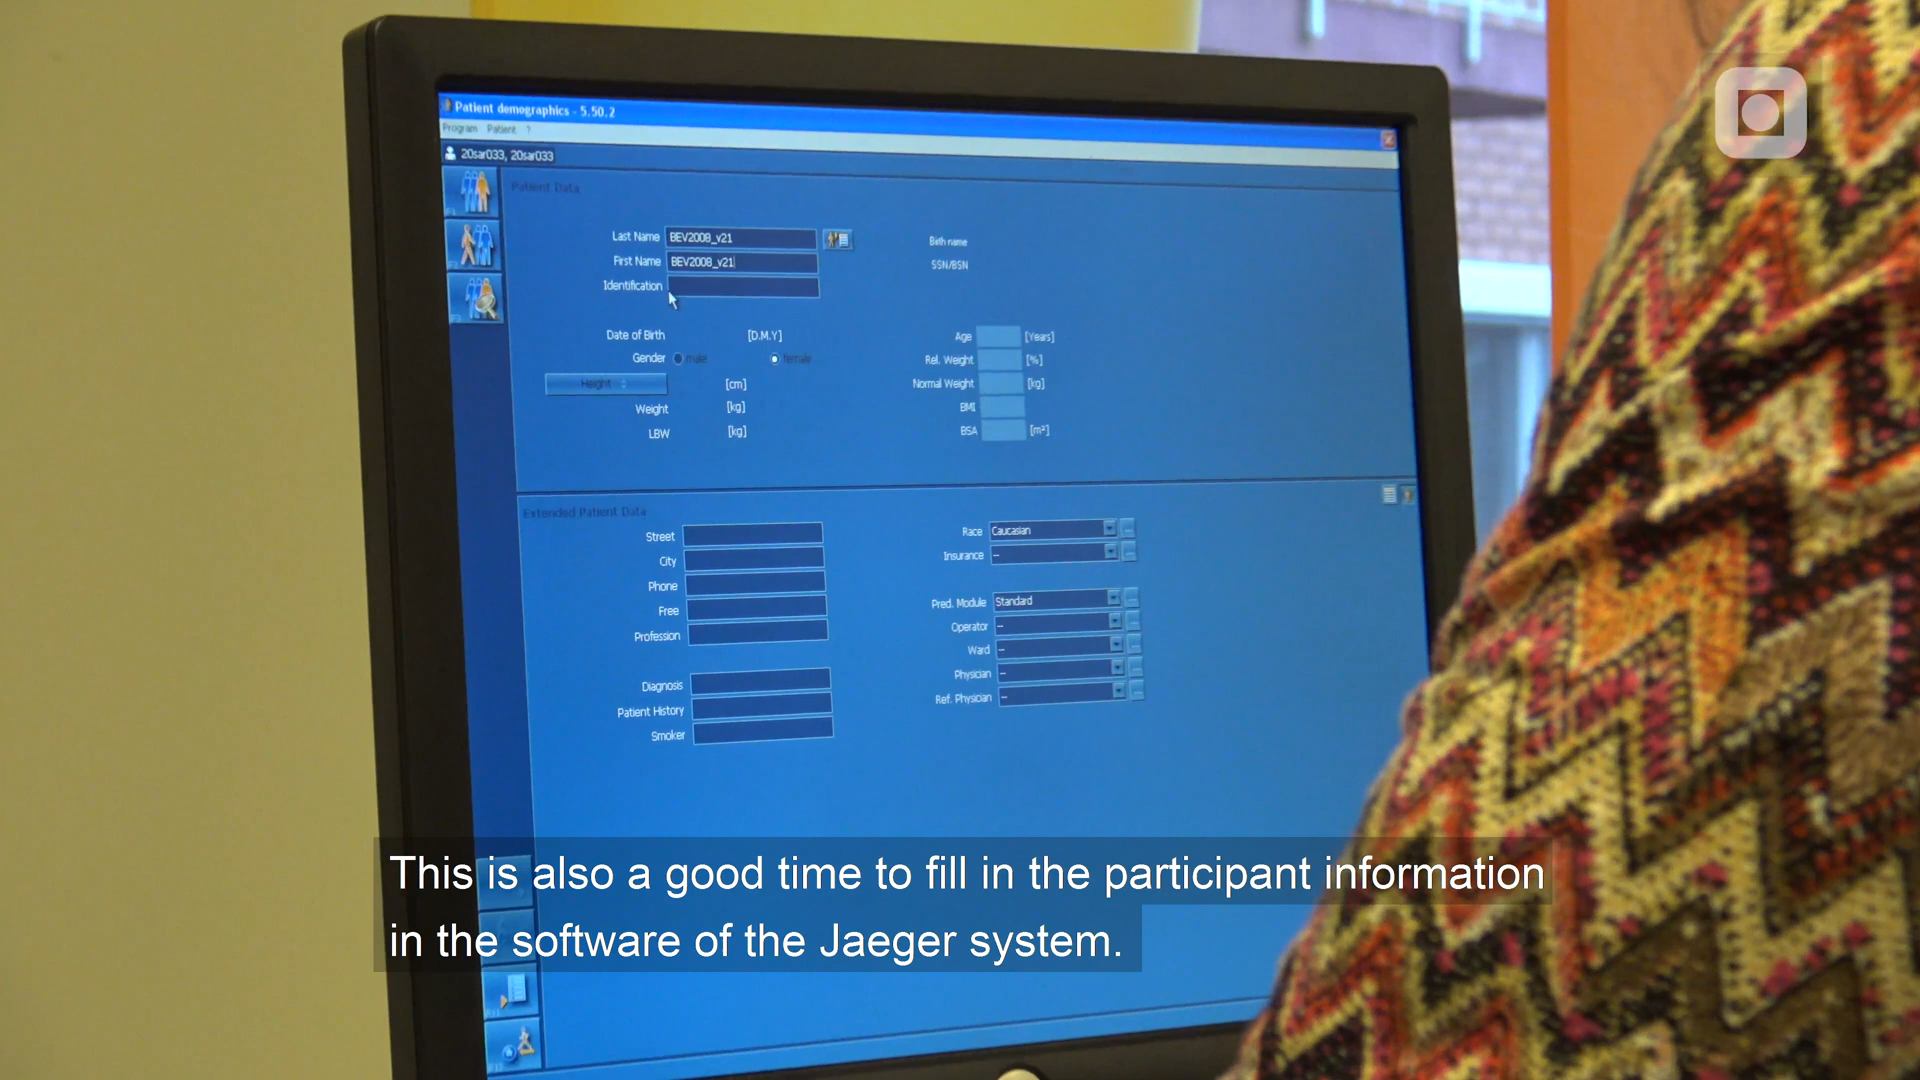 Patient demographics - 5.50.2
Program Patient ?
20sar033, 20sar033
Patient Data
Last Name BEV2008_v21
First Name BEV2008_v21
Identification
Birth name
SSN/BSN
Date of Birth [D.M.Y]
Gender male female
Height [cm]
Weight [kg]
LBW [kg]
Age [Years]
Rel. Weight [%]
Normal Weight [kg]
BMI
BSA [m²]
Extended Patient Data
Street
City
Phone
Free
Profession
Diagnosis
Patient History
Smoker
Race Caucasian
Insurance --
Pred. Module Standard
Operator --
Ward --
Physician --
Ref. Physician --
This is also a good time to fill in the participant information
in the software of the Jaeger system.